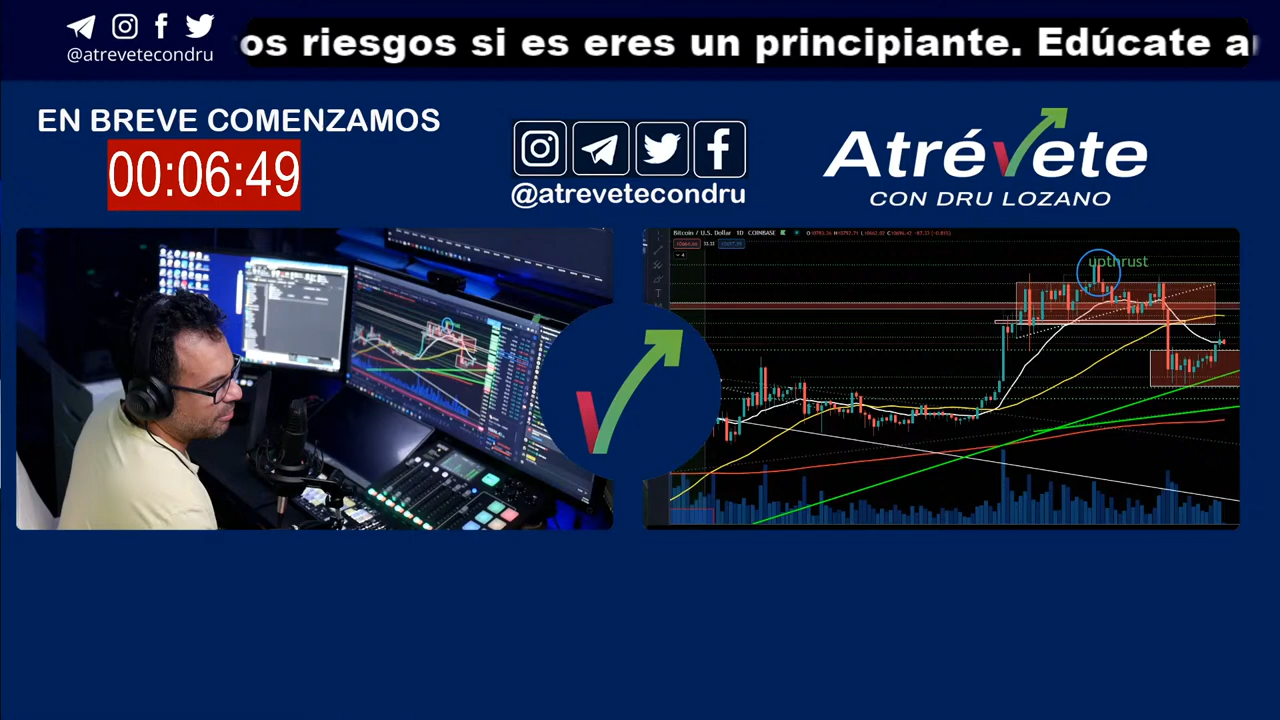 @atrevetecondru
os riesgos si es eres un principiante. Edúcate a
EN BREVE COMENZAMOS
00:06:49
@atrevetecondru
Atrévete
CON DRU LOZANO
Bitcoin / U.S. Dollar 1D COINBASE
upthrust